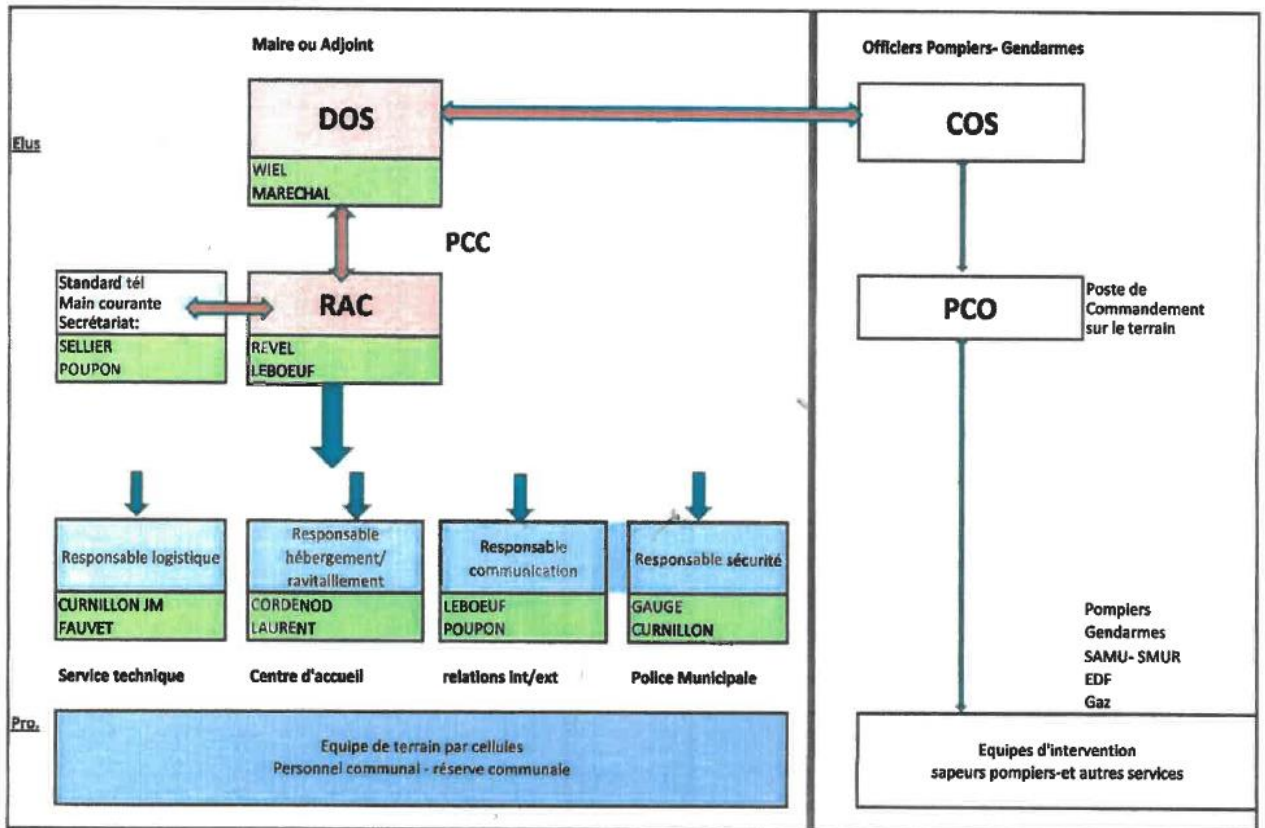 Maire ou Adjoint
Officiers Pompiers- Gendarmes
DOS
COS
Elus
WIEL
MARECHAL
PCC
Standard tél
Main courante
Secrétariat:
SELLIER
POUPON
RAC
REVEL
LEBOEUF
PCO
Poste de
Commandement
sur le terrain
Responsable logistique
CURNILLON JM
FAUVET
Responsable
hébergement/
ravitaillement
CORDENOD
LAURENT
Responsable
communication
LEBOEUF
POUPON
Responsable sécurité
GAUGE
CURNILLON
Pompiers
Gendarmes
SAMU- SMUR
EDF
Gaz
Service technique
Centre d'accueil
relations int/ext
Police Municipale
Pro.
Equipe de terrain par cellules
Personnel communal - réserve communale
Equipes d'intervention
sapeurs pompiers-et autres services